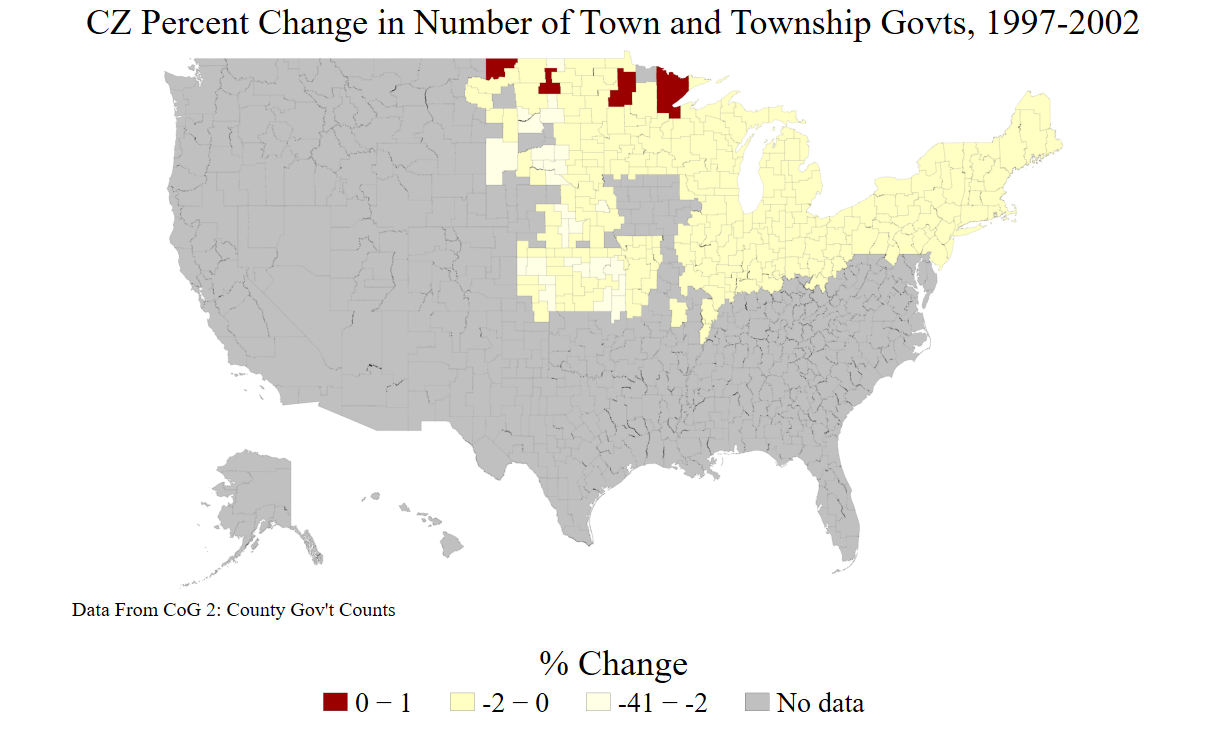 CZ Percent Change in Number of Town and Township Govts, 1997-2002
Data From CoG 2: County Gov't Counts
% Change
0 − 1 -2 − 0 -41 − -2 No data